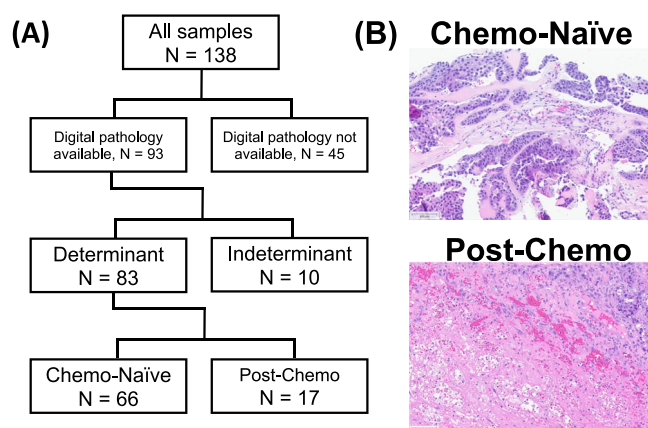 (A)
All samples
N = 138
Digital pathology
available, N = 93
Digital pathology not
available, N = 45
Determinant
N = 83
Indeterminant
N = 10
Chemo-Naïve
N = 66
Post-Chemo
N = 17
(B)
Chemo-Naïve
Post-Chemo